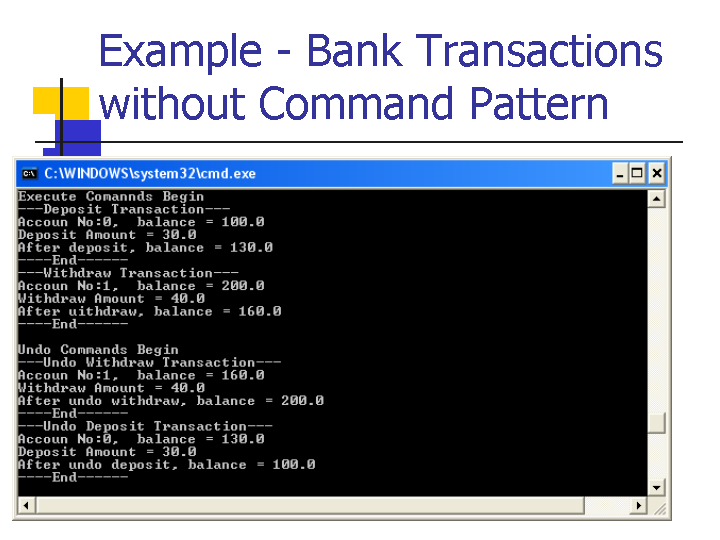 Example - Bank Transactions
without Command Pattern
C:\WINDOWS\system32\cmd.exe
Execute Comannds Begin
---Deposit Transaction---
Accoun No:0,  balance = 100.0
Deposit Amount = 30.0
After deposit, balance = 130.0
----End------
---Withdraw Transaction---
Accoun No:1,  balance = 200.0
Withdraw Amount = 40.0
After uithdraw, balance = 160.0
----End------
Undo Commands Begin
---Undo Withdraw Transaction---
Accoun No:1,  balance = 160.0
Withdraw Amount = 40.0
After undo withdraw, balance = 200.0
----End------
---Undo Deposit Transaction---
Accoun No:0,  balance = 130.0
Deposit Amount = 30.0
After undo deposit, balance = 100.0
----End------